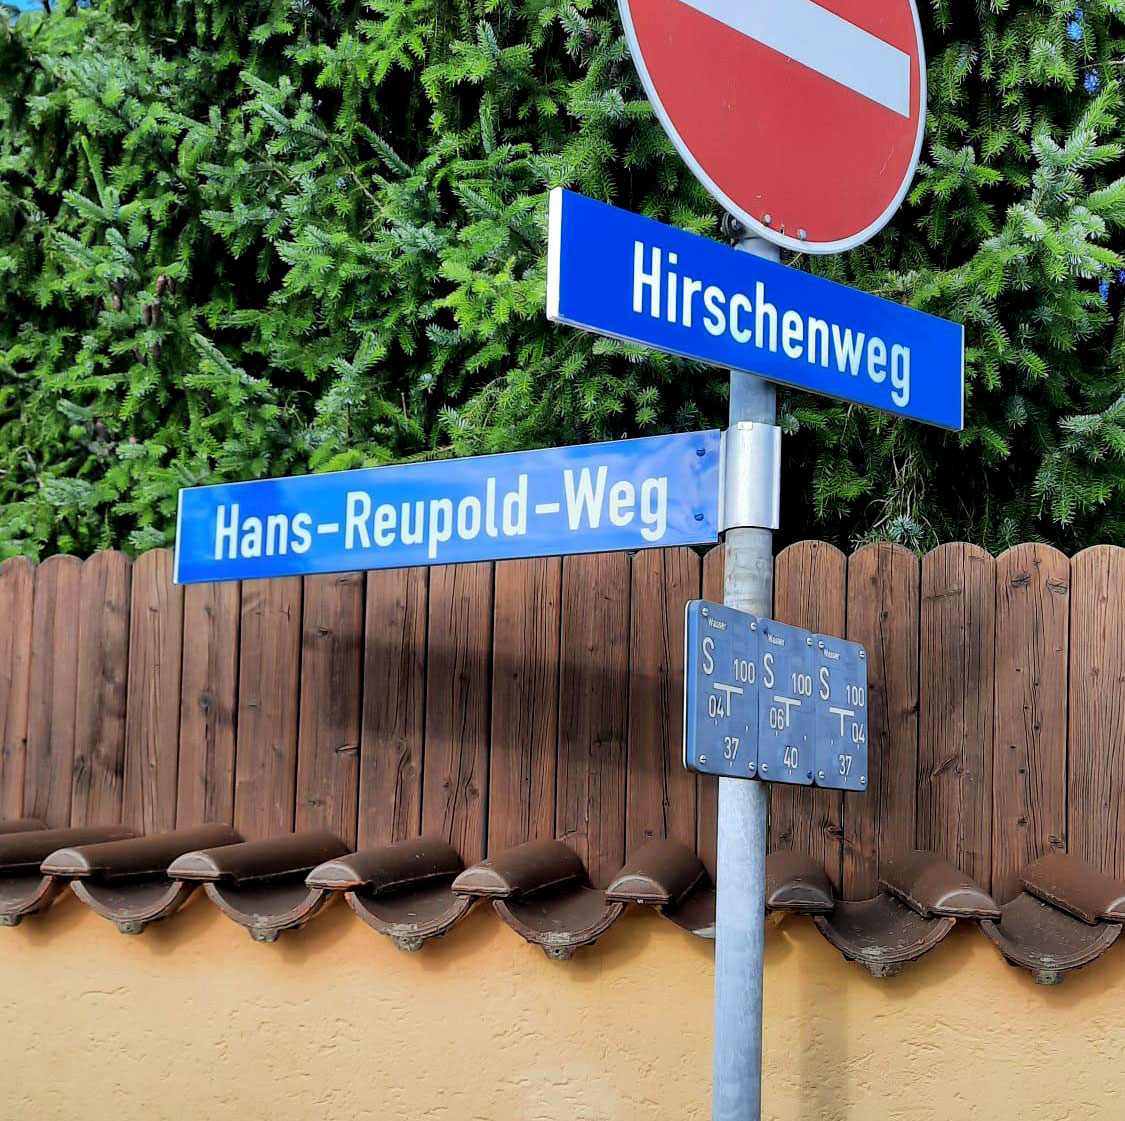 Hirschenweg
Hans-Reupold-Weg
Wasser
S 100
04
37
Wasser
S 100
06
40
Wasser
S 100
04
37